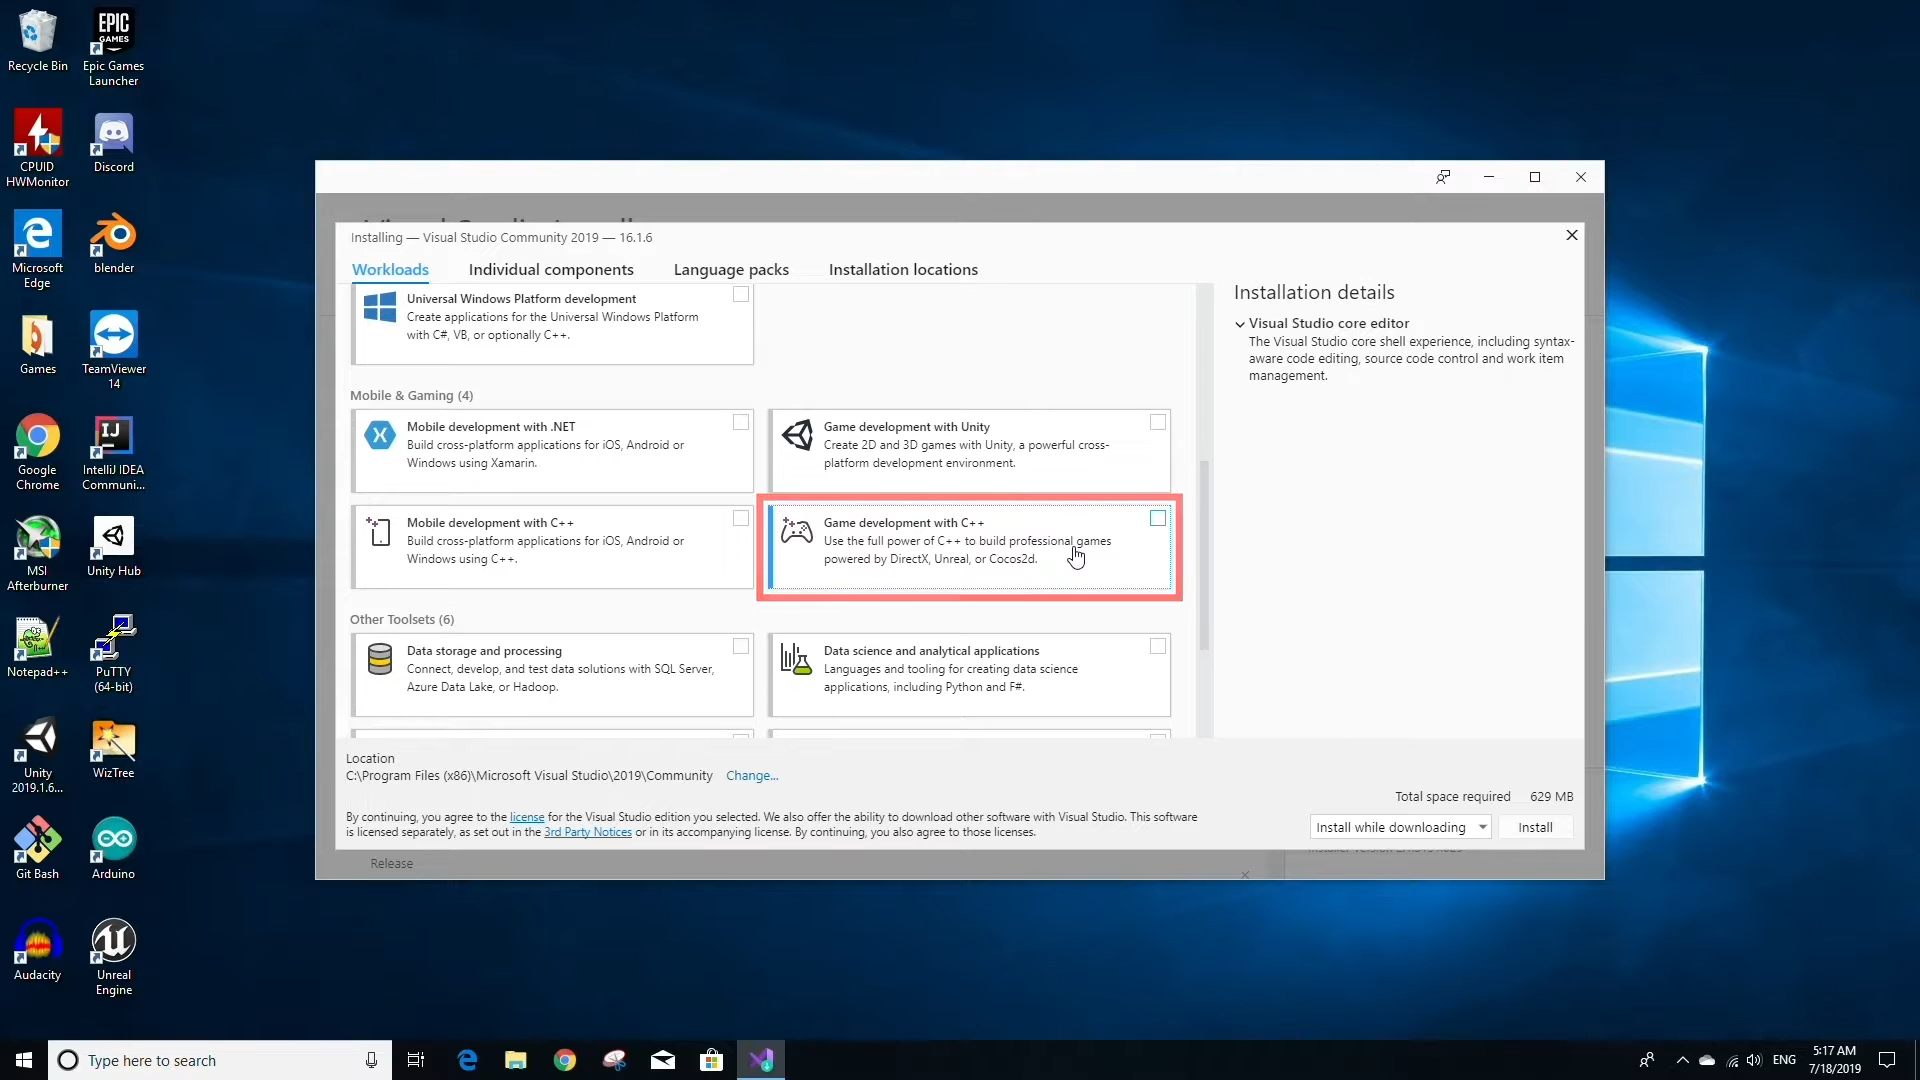 Recycle Bin
EPIC
GAMES
Epic Games
Launcher
CPUID
HWMonitor
Discord
Microsoft
Edge
blender
Games
TeamViewer
14
Google
Chrome
IJ
IntelliJ IDEA
Communi...
MSI
Afterburner
Unity Hub
Notepad++
PuTTY
(64-bit)
Unity
2019.1.6...
WizTree
Git Bash
Arduino
Audacity
Unreal
Engine
Installing — Visual Studio Community 2019 — 16.1.6
Workloads
Individual components
Language packs
Installation locations
Universal Windows Platform development
Create applications for the Universal Windows Platform
with C#, VB, or optionally C++.
Mobile & Gaming (4)
Mobile development with .NET
Build cross-platform applications for iOS, Android or
Windows using Xamarin.
Game development with Unity
Create 2D and 3D games with Unity, a powerful cross-
platform development environment.
Mobile development with C++
Build cross-platform applications for iOS, Android or
Windows using C++.
Game development with C++
Use the full power of C++ to build professional games
powered by DirectX, Unreal, or Cocos2d.
Other Toolsets (6)
Data storage and processing
Connect, develop, and test data solutions with SQL Server,
Azure Data Lake, or Hadoop.
Data science and analytical applications
Languages and tooling for creating data science
applications, including Python and F#.
Installation details
Visual Studio core editor
The Visual Studio core shell experience, including syntax-
aware code editing, source code control and work item
management.
Location
C:\Program Files (x86)\Microsoft Visual Studio\2019\Community Change...
Total space required 629 MB
By continuing, you agree to the license for the Visual Studio edition you selected. We also offer the ability to download other software with Visual Studio. This software
is licensed separately, as set out in the 3rd Party Notices or in its accompanying license. By continuing, you also agree to those licenses.
Install while downloading
Install
Release
Type here to search
ENG
5:17 AM
7/18/2019